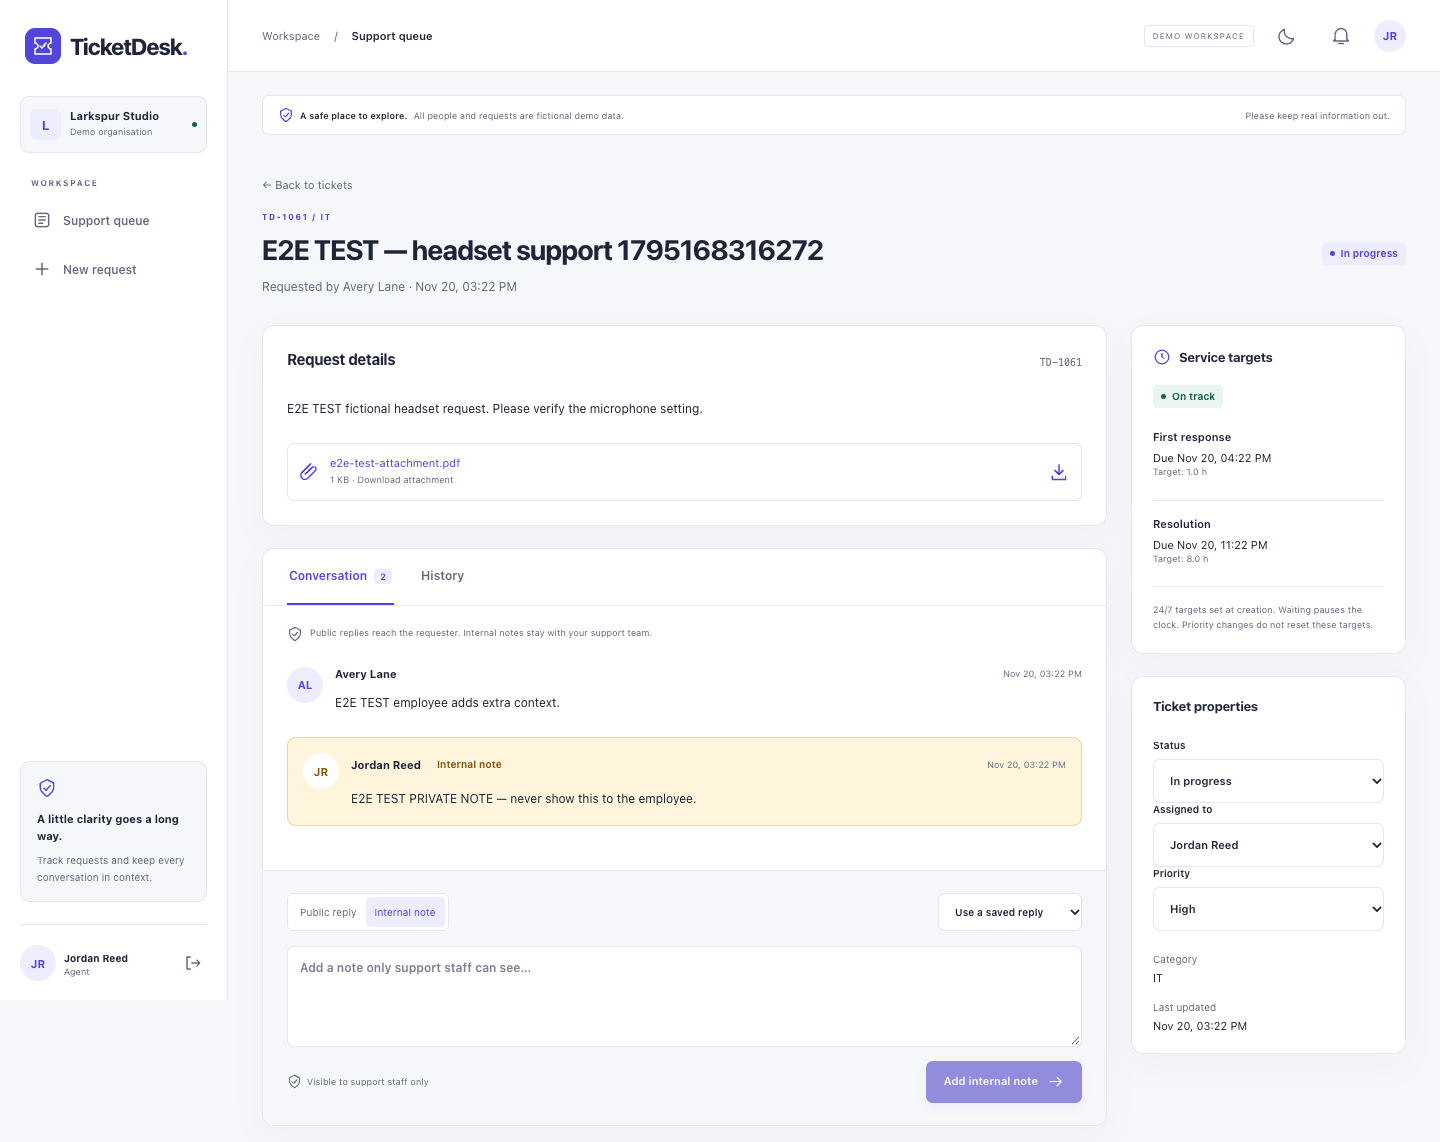 TicketDesk.
Larkspur Studio
Demo organisation
L
WORKSPACE
Support queue
New request
A little clarity goes a long
way.
Track requests and keep every
conversation in context.
JR
Jordan Reed
Agent
Workspace / Support queue
DEMO WORKSPACE
JR
A safe place to explore. All people and requests are fictional demo data.
Please keep real information out.
← Back to tickets
TD-1061 / IT
E2E TEST — headset support 1795168316272
In progress
Requested by Avery Lane · Nov 20, 03:22 PM
Request details
TD-1061
E2E TEST fictional headset request. Please verify the microphone setting.
e2e-test-attachment.pdf
1 KB · Download attachment
Conversation 2
History
Public replies reach the requester. Internal notes stay with your support team.
AL
Avery Lane
Nov 20, 03:22 PM
E2E TEST employee adds extra context.
JR
Jordan Reed Internal note
Nov 20, 03:22 PM
E2E TEST PRIVATE NOTE — never show this to the employee.
Public reply
Internal note
Use a saved reply
Add a note only support staff can see...
Visible to support staff only
Add internal note →
Service targets
On track
First response
Due Nov 20, 04:22 PM
Target: 1.0 h
Resolution
Due Nov 20, 11:22 PM
Target: 8.0 h
24/7 targets set at creation. Waiting pauses the
clock. Priority changes do not reset these targets.
Ticket properties
Status
In progress
Assigned to
Jordan Reed
Priority
High
Category
IT
Last updated
Nov 20, 03:22 PM